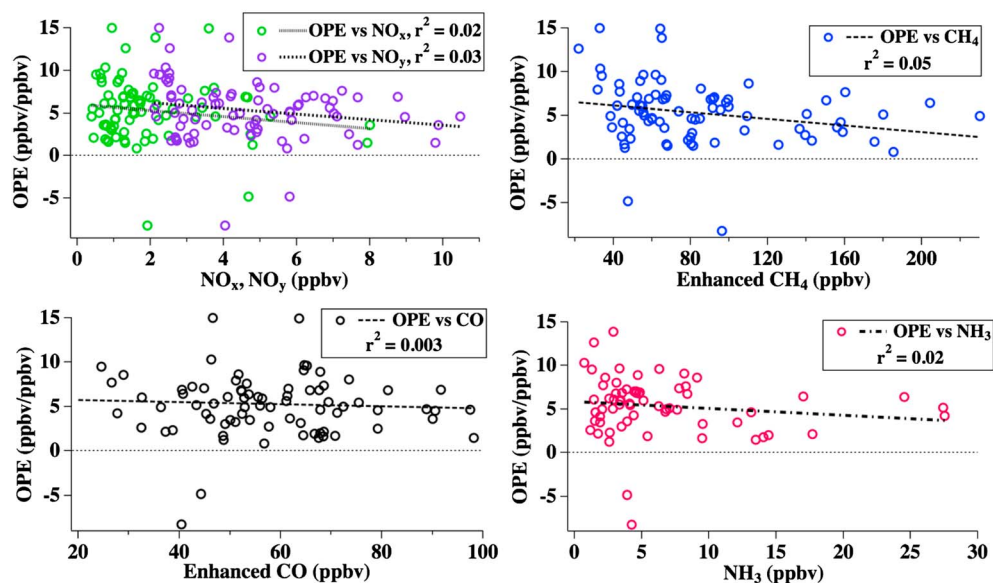 OPE vs NOx, r2 = 0.02
OPE vs NOy, r2 = 0.03
15
10
5
0
-5
OPE (ppbv/ppbv)
0 2 4 6 8 10
NOx, NOy (ppbv)
OPE vs CH4
r2 = 0.05
15
10
5
0
-5
OPE (ppbv/ppbv)
40 80 120 160 200
Enhanced CH4 (ppbv)
OPE vs CO
r2 = 0.003
15
10
5
0
-5
OPE (ppbv/ppbv)
20 40 60 80 100
Enhanced CO (ppbv)
OPE vs NH3
r2 = 0.02
15
10
5
0
-5
OPE (ppbv/ppbv)
0 5 10 15 20 25 30
NH3 (ppbv)